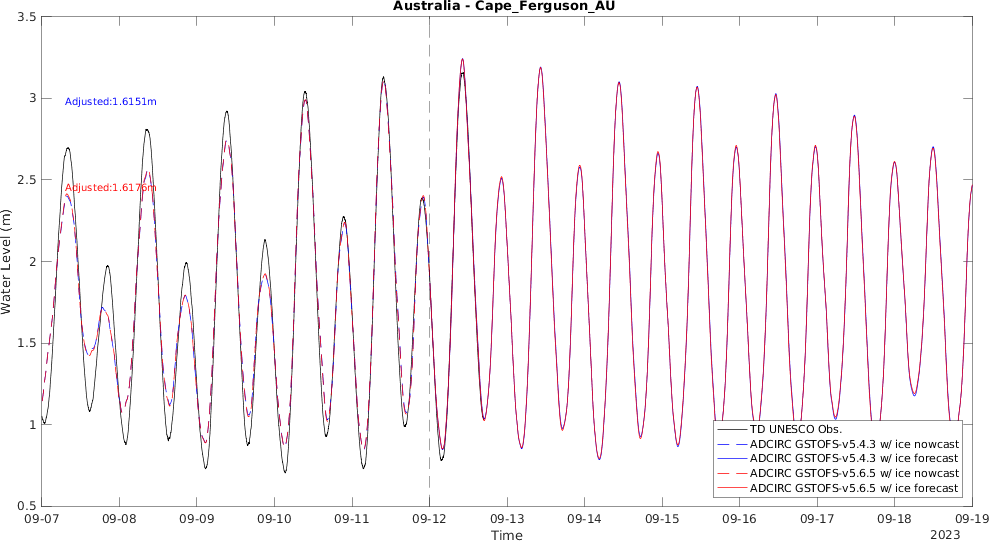 Australia - Cape_Ferguson_AU
3.5
3
2.5
2
1.5
1
0.5
Water Level (m)
Adjusted:1.6151m
Adjusted:1.6176m
TD UNESCO Obs.
ADCIRC GSTOFS-v5.4.3 w/ ice nowcast
ADCIRC GSTOFS-v5.4.3 w/ ice forecast
ADCIRC GSTOFS-v5.6.5 w/ ice nowcast
ADCIRC GSTOFS-v5.6.5 w/ ice forecast
09-07 09-08 09-09 09-10 09-11 09-12 09-13 09-14 09-15 09-16 09-17 09-18 09-19
Time
2023